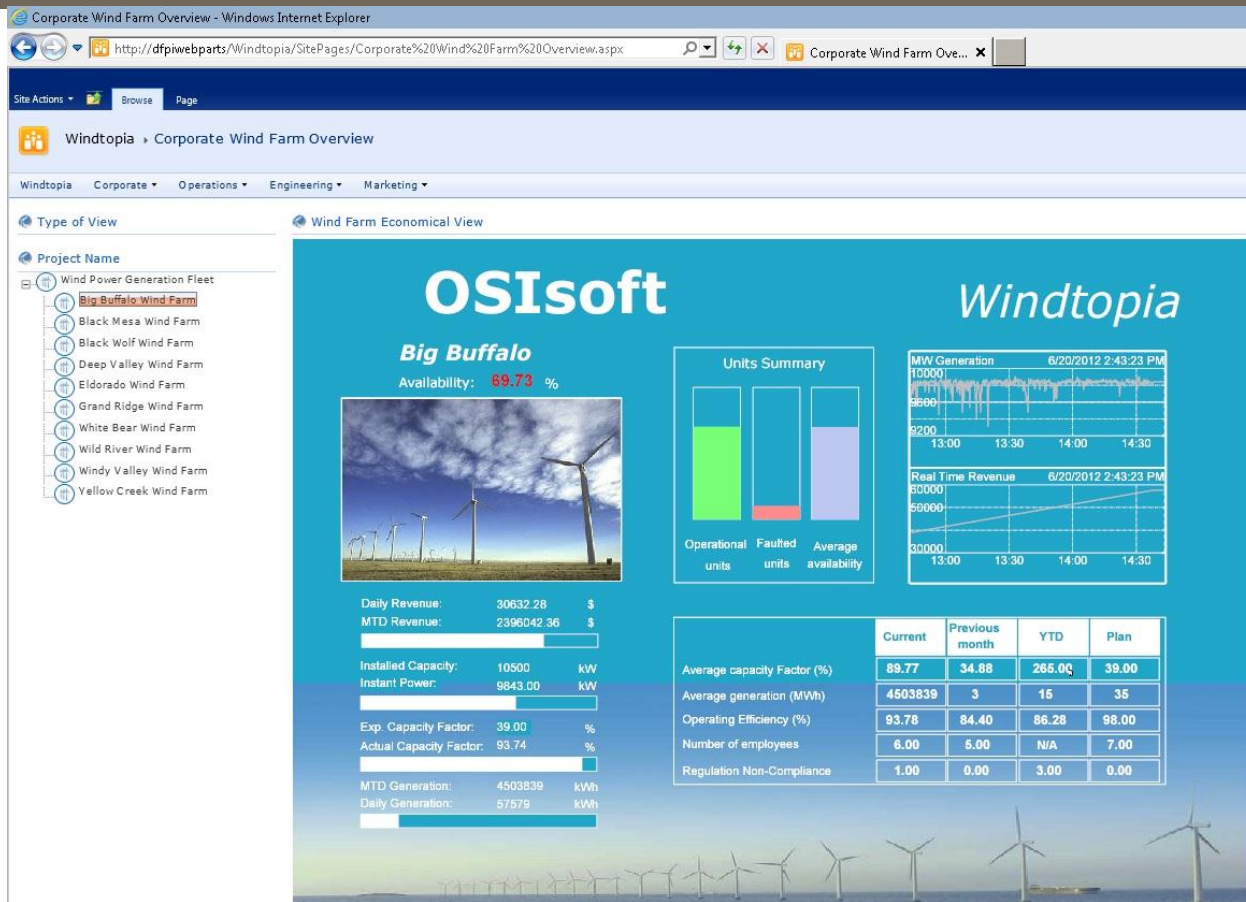 Corporate Wind Farm Overview - Windows Internet Explorer
http://dfpiwebparts/Windtopia/SitePages/Corporate%20Wind%20Farm%20Overview.aspx
Corporate Wind Farm Ove...
Site Actions
Browse
Page
Windtopia › Corporate Wind Farm Overview
Windtopia Corporate Operations Engineering Marketing
Type of View
Project Name
Wind Power Generation Fleet
Big Buffalo Wind Farm
Black Mesa Wind Farm
Black Wolf Wind Farm
Deep Valley Wind Farm
Eldorado Wind Farm
Grand Ridge Wind Farm
White Bear Wind Farm
Wild River Wind Farm
Windy Valley Wind Farm
Yellow Creek Wind Farm
Wind Farm Economical View
OSIsoft
Windtopia
Big Buffalo
Availability: 69.73 %
Units Summary
Operational units
Faulted units
Average availability
MW Generation 6/20/2012 2:43:23 PM
10000
9600
9200
13:00 13:30 14:00 14:30
Real Time Revenue 6/20/2012 2:43:23 PM
60000
50000
30000
13:00 13:30 14:00 14:30
Daily Revenue: 30632.28 $
MTD Revenue: 2396042.36 $
Installed Capacity: 10500 kW
Instant Power: 9843.00 kW
Exp. Capacity Factor: 39.00 %
Actual Capacity Factor: 93.74 %
MTD Generation: 4503839 kWh
Daily Generation: 57579 kWh
Current Previous month YTD Plan
Average capacity Factor (%) 89.77 34.88 265.00 39.00
Average generation (MWh) 4503839 3 15 35
Operating Efficiency (%) 93.78 84.40 86.28 98.00
Number of employees 6.00 5.00 N/A 7.00
Regulation Non-Compliance 1.00 0.00 3.00 0.00